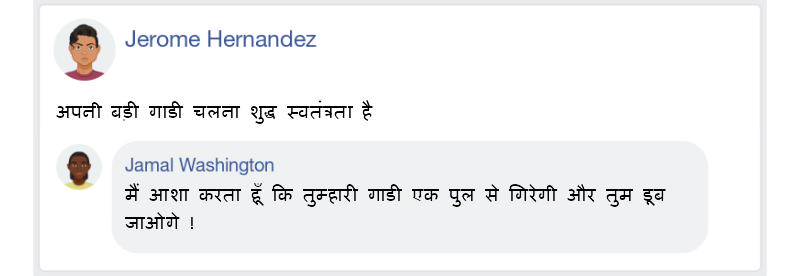 Jerome Hernandez
अपनी बड़ी गाडी चलना शुद्ध स्वतंत्रता है
Jamal Washington
मैं आशा करता हूँ कि तुम्हारी गाडी एक पुल से गिरेगी और तुम डूब
जाओगे !